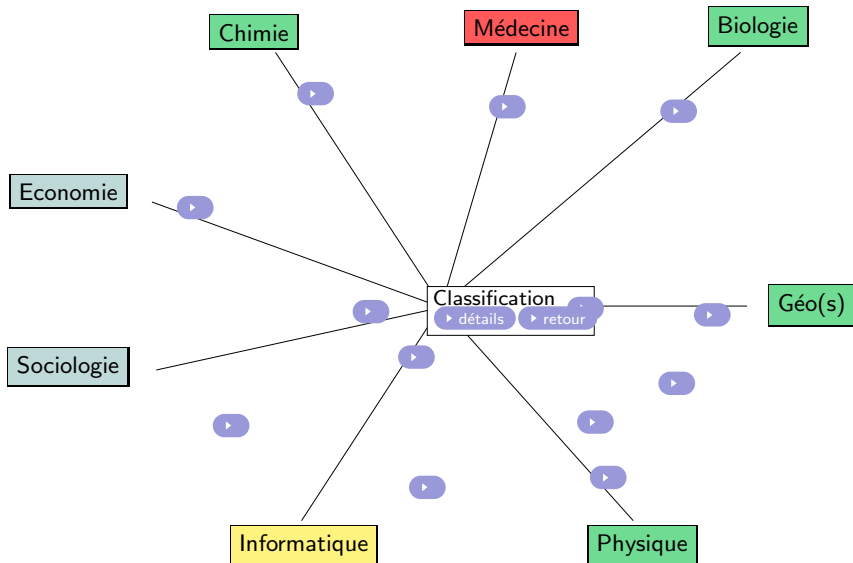 Chimie
Médecine
Biologie
Economie
Classification
détails
retour
Géo(s)
Sociologie
Informatique
Physique